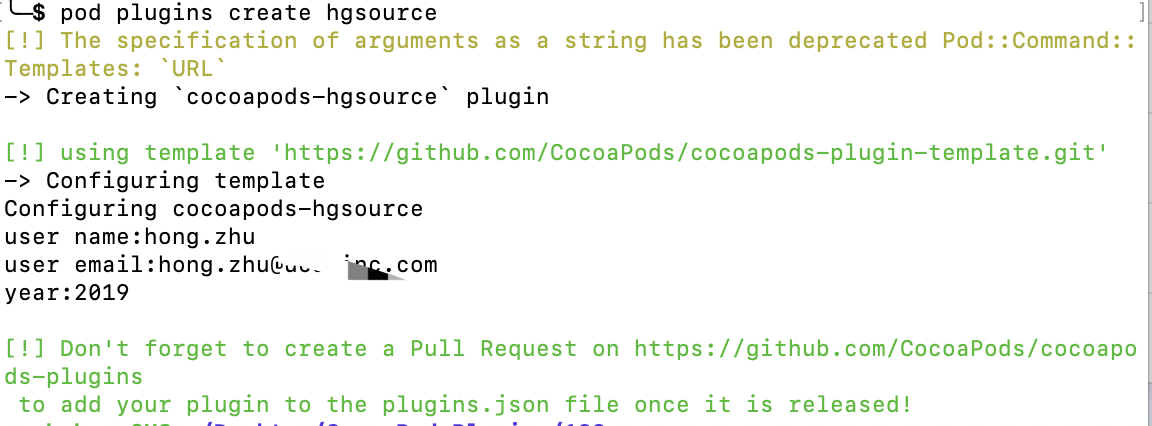 ╰─$ pod plugins create hgsource
[!] The specification of arguments as a string has been deprecated Pod::Command::
Templates: `URL`
-> Creating `cocoapods-hgsource` plugin
[!] using template 'https://github.com/CocoaPods/cocoapods-plugin-template.git'
-> Configuring template
Configuring cocoapods-hgsource
user name:hong.zhu
user email:hong.zhu@ inc.com
year:2019
[!] Don't forget to create a Pull Request on https://github.com/CocoaPods/cocoapo
ds-plugins
to add your plugin to the plugins.json file once it is released!